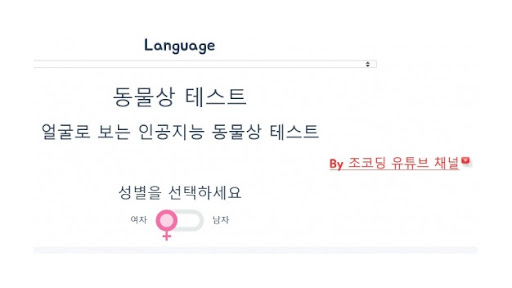 Language
동물상 테스트
얼굴로 보는 인공지능 동물상 테스트
By 조코딩 유튜브 채널
성별을 선택하세요
여자 남자